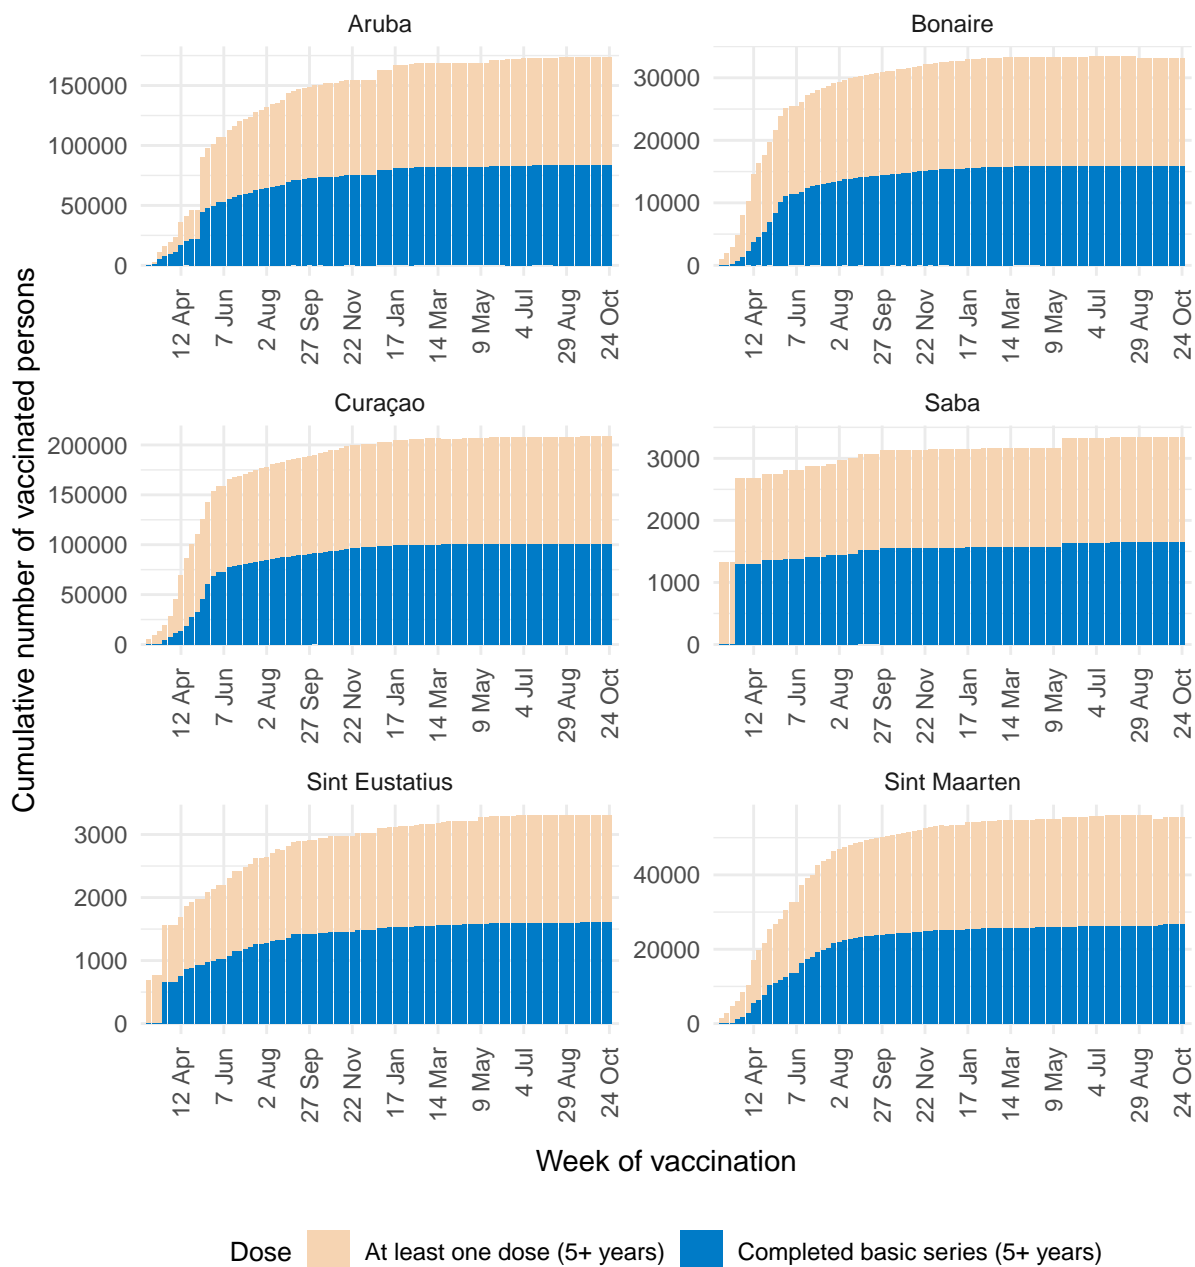 Aruba
Bonaire
150000
100000
50000
0
30000
20000
10000
0
12 Apr
7 Jun
2 Aug
27 Sep
22 Nov
17 Jan
14 Mar
9 May
4 Jul
29 Aug
24 Oct
12 Apr
7 Jun
2 Aug
27 Sep
22 Nov
17 Jan
14 Mar
9 May
4 Jul
29 Aug
24 Oct
Cumulative number of vaccinated persons
Curaçao
Saba
200000
150000
100000
50000
0
3000
2000
1000
0
12 Apr
7 Jun
2 Aug
27 Sep
22 Nov
17 Jan
14 Mar
9 May
4 Jul
29 Aug
24 Oct
12 Apr
7 Jun
2 Aug
27 Sep
22 Nov
17 Jan
14 Mar
9 May
4 Jul
29 Aug
24 Oct
Sint Eustatius
Sint Maarten
3000
2000
1000
0
40000
20000
0
12 Apr
7 Jun
2 Aug
27 Sep
22 Nov
17 Jan
14 Mar
9 May
4 Jul
29 Aug
24 Oct
12 Apr
7 Jun
2 Aug
27 Sep
22 Nov
17 Jan
14 Mar
9 May
4 Jul
29 Aug
24 Oct
Week of vaccination
Dose At least one dose (5+ years) Completed basic series (5+ years)